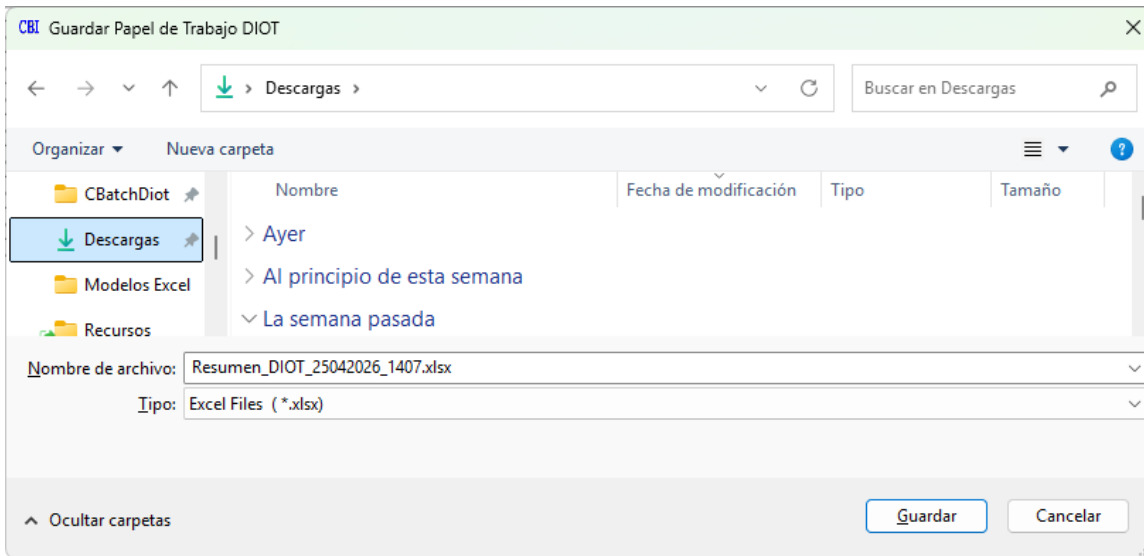 CBI Guardar Papel de Trabajo DIOT
Descargas
Buscar en Descargas
Organizar
Nueva carpeta
Nombre
Fecha de modificación
Tipo
Tamaño
CBatchDiot
Descargas
Modelos Excel
Recursos
Ayer
Al principio de esta semana
La semana pasada
Nombre de archivo: Resumen_DIOT_25042026_1407.xlsx
Tipo: Excel Files (*.xlsx)
Ocultar carpetas
Guardar
Cancelar